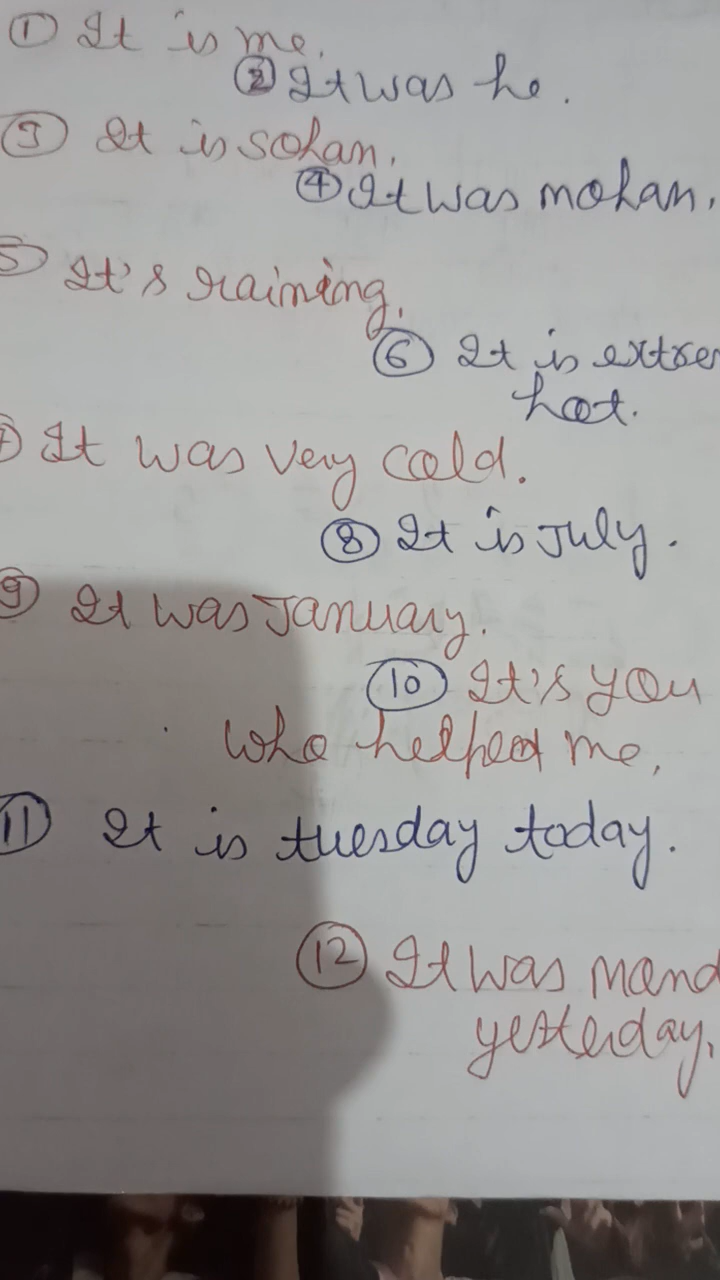 ① It is me.
② It was he.
③ It is sohan.
④ It was mohan.
5 It's raining.
⑥ It is
hot.
7 It was very cold.
⑧ It is July.
⑨ It was January.
⑩ It's you
who helped me,
⑪ It is tuesday today.
⑫ It was
yesterday.